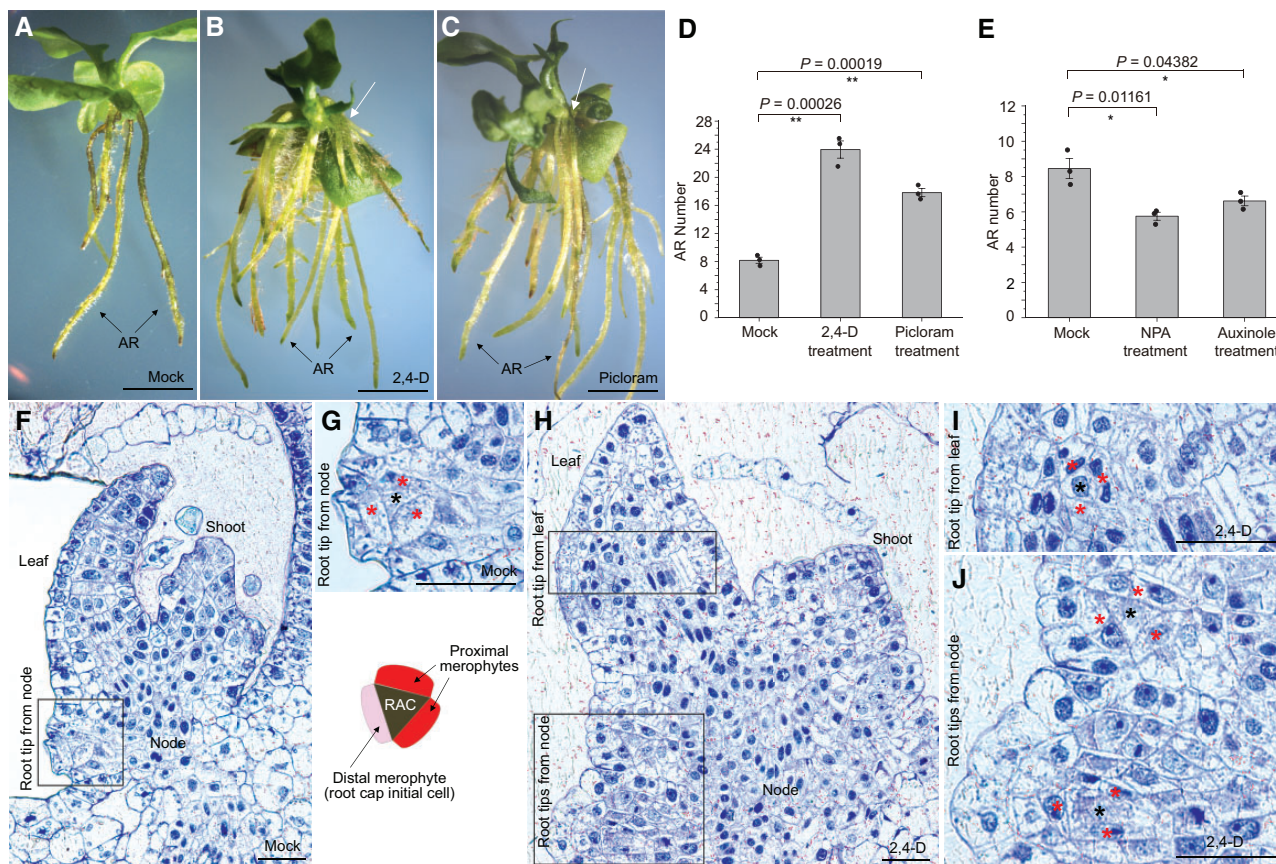 A
AR
Mock
B
AR
2,4-D
C
AR
Picloram
D
P = 0.00019
**
P = 0.00026
**
28
24
20
16
12
8
4
0
AR Number
Mock
2,4-D
treatment
Picloram
treatment
E
P = 0.04382
*
P = 0.01161
*
12
10
8
6
4
2
0
AR number
Mock
NPA
treatment
Auxinole
treatment
F
Leaf
Shoot
Root tip from node
Node
Mock
G
Root tip from node
*
*
*
*
Mock
Proximal
merophytes
RAC
Distal merophyte
(root cap initial cell)
H
Leaf
Shoot
Root tip from leaf
Root tips from node
Node
2,4-D
I
Root tip from leaf
*
*
*
*
2,4-D
J
Root tips from node
*
*
*
*
*
*
*
*
2,4-D